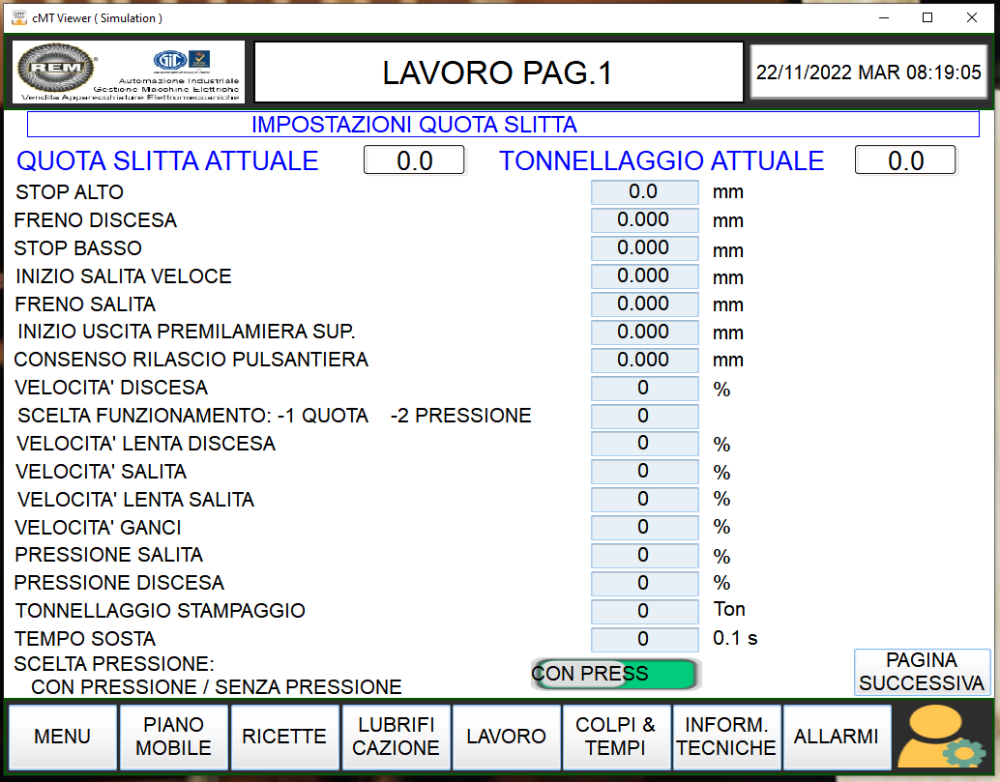 cMT Viewer ( Simulation )
REM
Automazione Industriale
Gestione Macchine Elettriche
Vendita Apparecchiature Elettromeccaniche
LAVORO PAG.1
22/11/2022 MAR 08:19:05
IMPOSTAZIONI QUOTA SLITTA
QUOTA SLITTA ATTUALE 0.0 TONNELLAGGIO ATTUALE 0.0
STOP ALTO 0.0 mm
FRENO DISCESA 0.000 mm
STOP BASSO 0.000 mm
INIZIO SALITA VELOCE 0.000 mm
FRENO SALITA 0.000 mm
INIZIO USCITA PREMILAMIERA SUP. 0.000 mm
CONSENSO RILASCIO PULSANTIERA 0.000 mm
VELOCITA' DISCESA 0 %
SCELTA FUNZIONAMENTO: -1 QUOTA -2 PRESSIONE 0
VELOCITA' LENTA DISCESA 0 %
VELOCITA' SALITA 0 %
VELOCITA' LENTA SALITA 0 %
VELOCITA' GANCI 0 %
PRESSIONE SALITA 0 %
PRESSIONE DISCESA 0 %
TONNELLAGGIO STAMPAGGIO 0 Ton
TEMPO SOSTA 0 0.1 s
SCELTA PRESSIONE:
CON PRESSIONE / SENZA PRESSIONE
CON PRESS
PAGINA
SUCCESSIVA
MENU
PIANO
MOBILE
RICETTE
LUBRIFI
CAZIONE
LAVORO
COLPI &
TEMPI
INFORM.
TECNICHE
ALLARMI